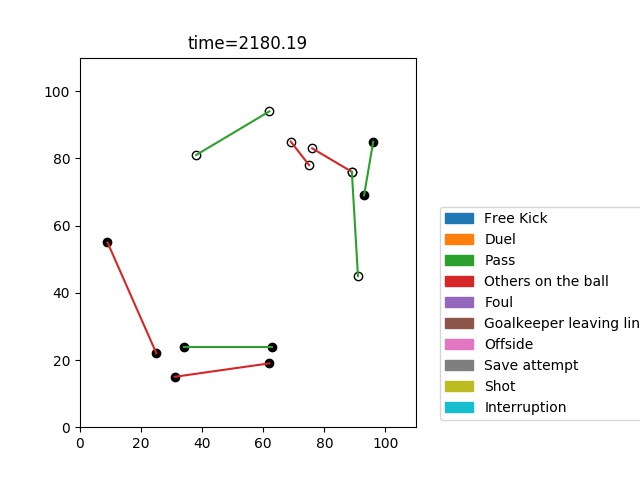 time=2180.19
100
80
60
40
20
0
0 20 40 60 80 100
Free Kick
Duel
Pass
Others on the ball
Foul
Goalkeeper leaving lin
Offside
Save attempt
Shot
Interruption